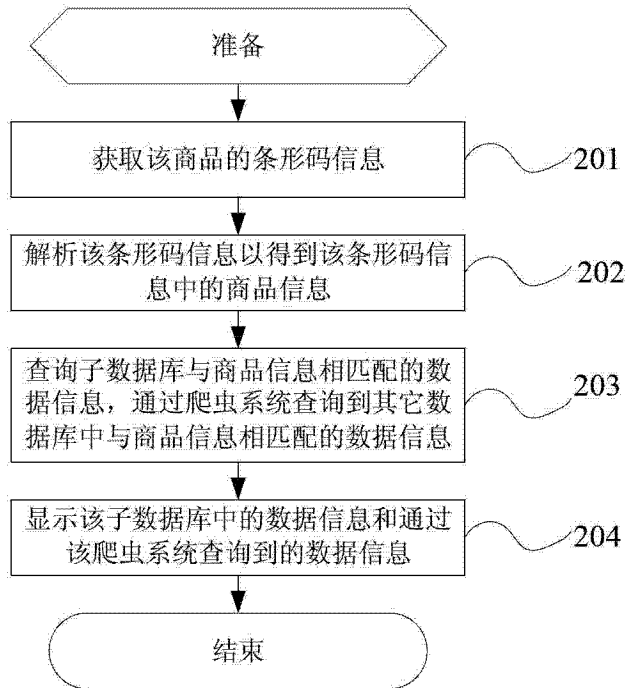 准备
获取该商品的条形码信息
201
解析该条形码信息以得到该条形码信
息中的商品信息
202
查询子数据库与商品信息相匹配的数
据信息，通过爬虫系统查询到其它数
据库中与商品信息相匹配的数据信息
203
显示该子数据库中的数据信息和通过
该爬虫系统查询到的数据信息
204
结束